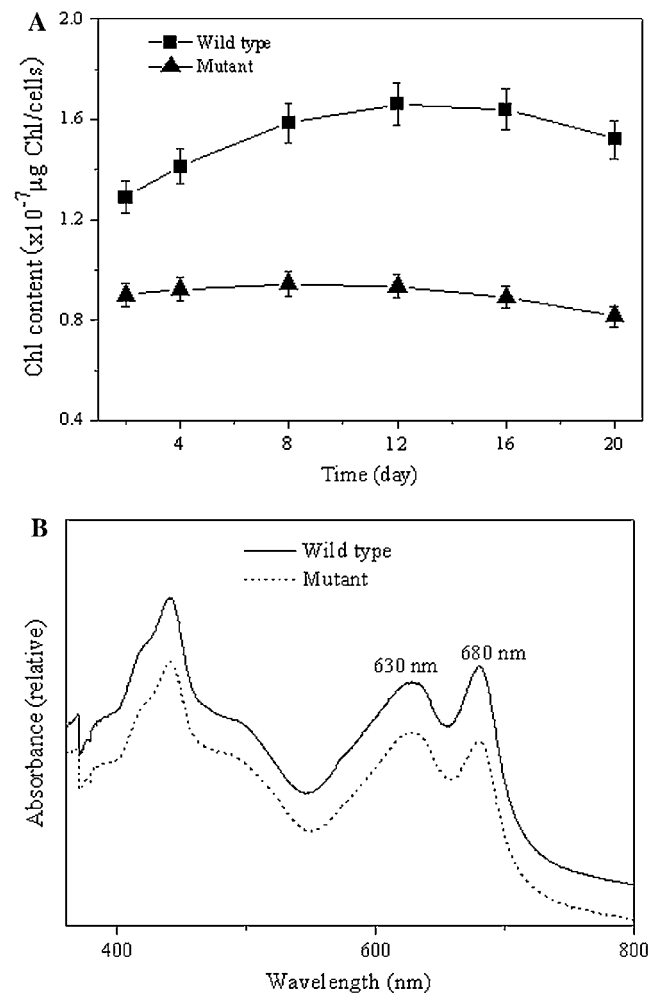 A
2.0
1.6
1.2
0.8
0.4
Wild type
Mutant
Chl content (x10⁻⁷μg Chl/cells)
4
8
12
16
20
Time (day)
B
Wild type
Mutant
630 nm
680 nm
Absorbance (relative)
400
600
800
Wavelength (nm)